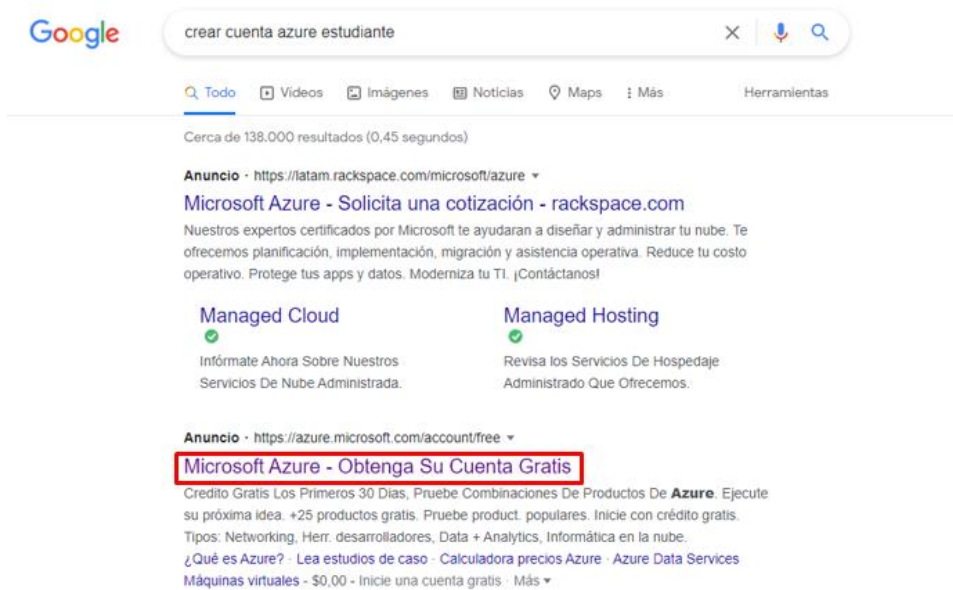 Google
crear cuenta azure estudiante
Todo Videos Imágenes Noticias Maps Más Herramientas
Cerca de 138.000 resultados (0,45 segundos)
Anuncio · https://latam.rackspace.com/microsoft/azure
Microsoft Azure - Solicita una cotización - rackspace.com
Nuestros expertos certificados por Microsoft te ayudaran a diseñar y administrar tu nube. Te
ofrecemos planificación, implementación, migración y asistencia operativa. Reduce tu costo
operativo. Protege tus apps y datos. Moderniza tu TI. ¡Contáctanos!
Managed Cloud
Infórmate Ahora Sobre Nuestros
Servicios De Nube Administrada.
Managed Hosting
Revisa los Servicios De Hospedaje
Administrado Que Ofrecemos.
Anuncio · https://azure.microsoft.com/account/free
Microsoft Azure - Obtenga Su Cuenta Gratis
Credito Gratis Los Primeros 30 Dias, Pruebe Combinaciones De Productos De Azure. Ejecute
su próxima idea. +25 productos gratis. Pruebe product. populares. Inicie con crédito gratis.
Tipos: Networking, Herr. desarrolladores, Data + Analytics, Informática en la nube.
¿Qué es Azure? · Lea estudios de caso · Calculadora precios Azure · Azure Data Services
Máquinas virtuales - $0,00 - Inicie una cuenta gratis · Más